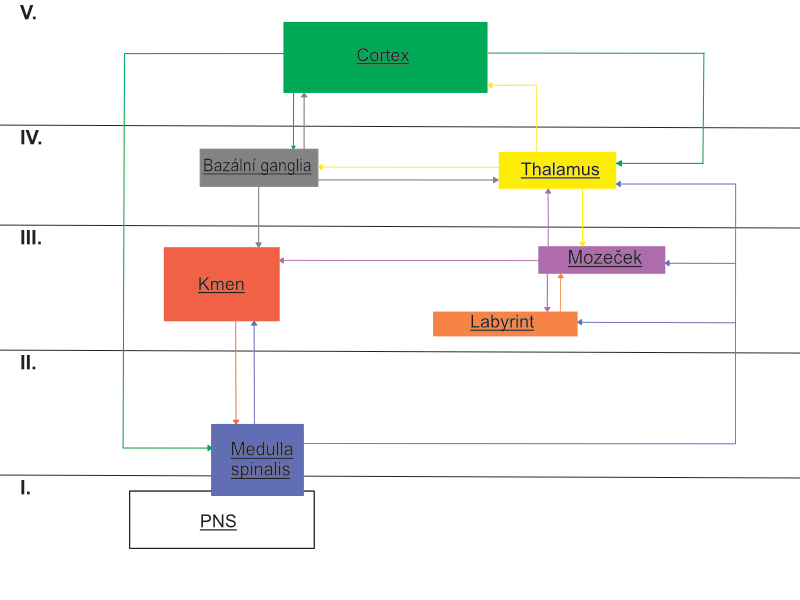 V.
Cortex
IV.
Bazální ganglia
Thalamus
III.
Mozeček
Kmen
Labyrint
II.
Medulla
spinalis
I.
PNS